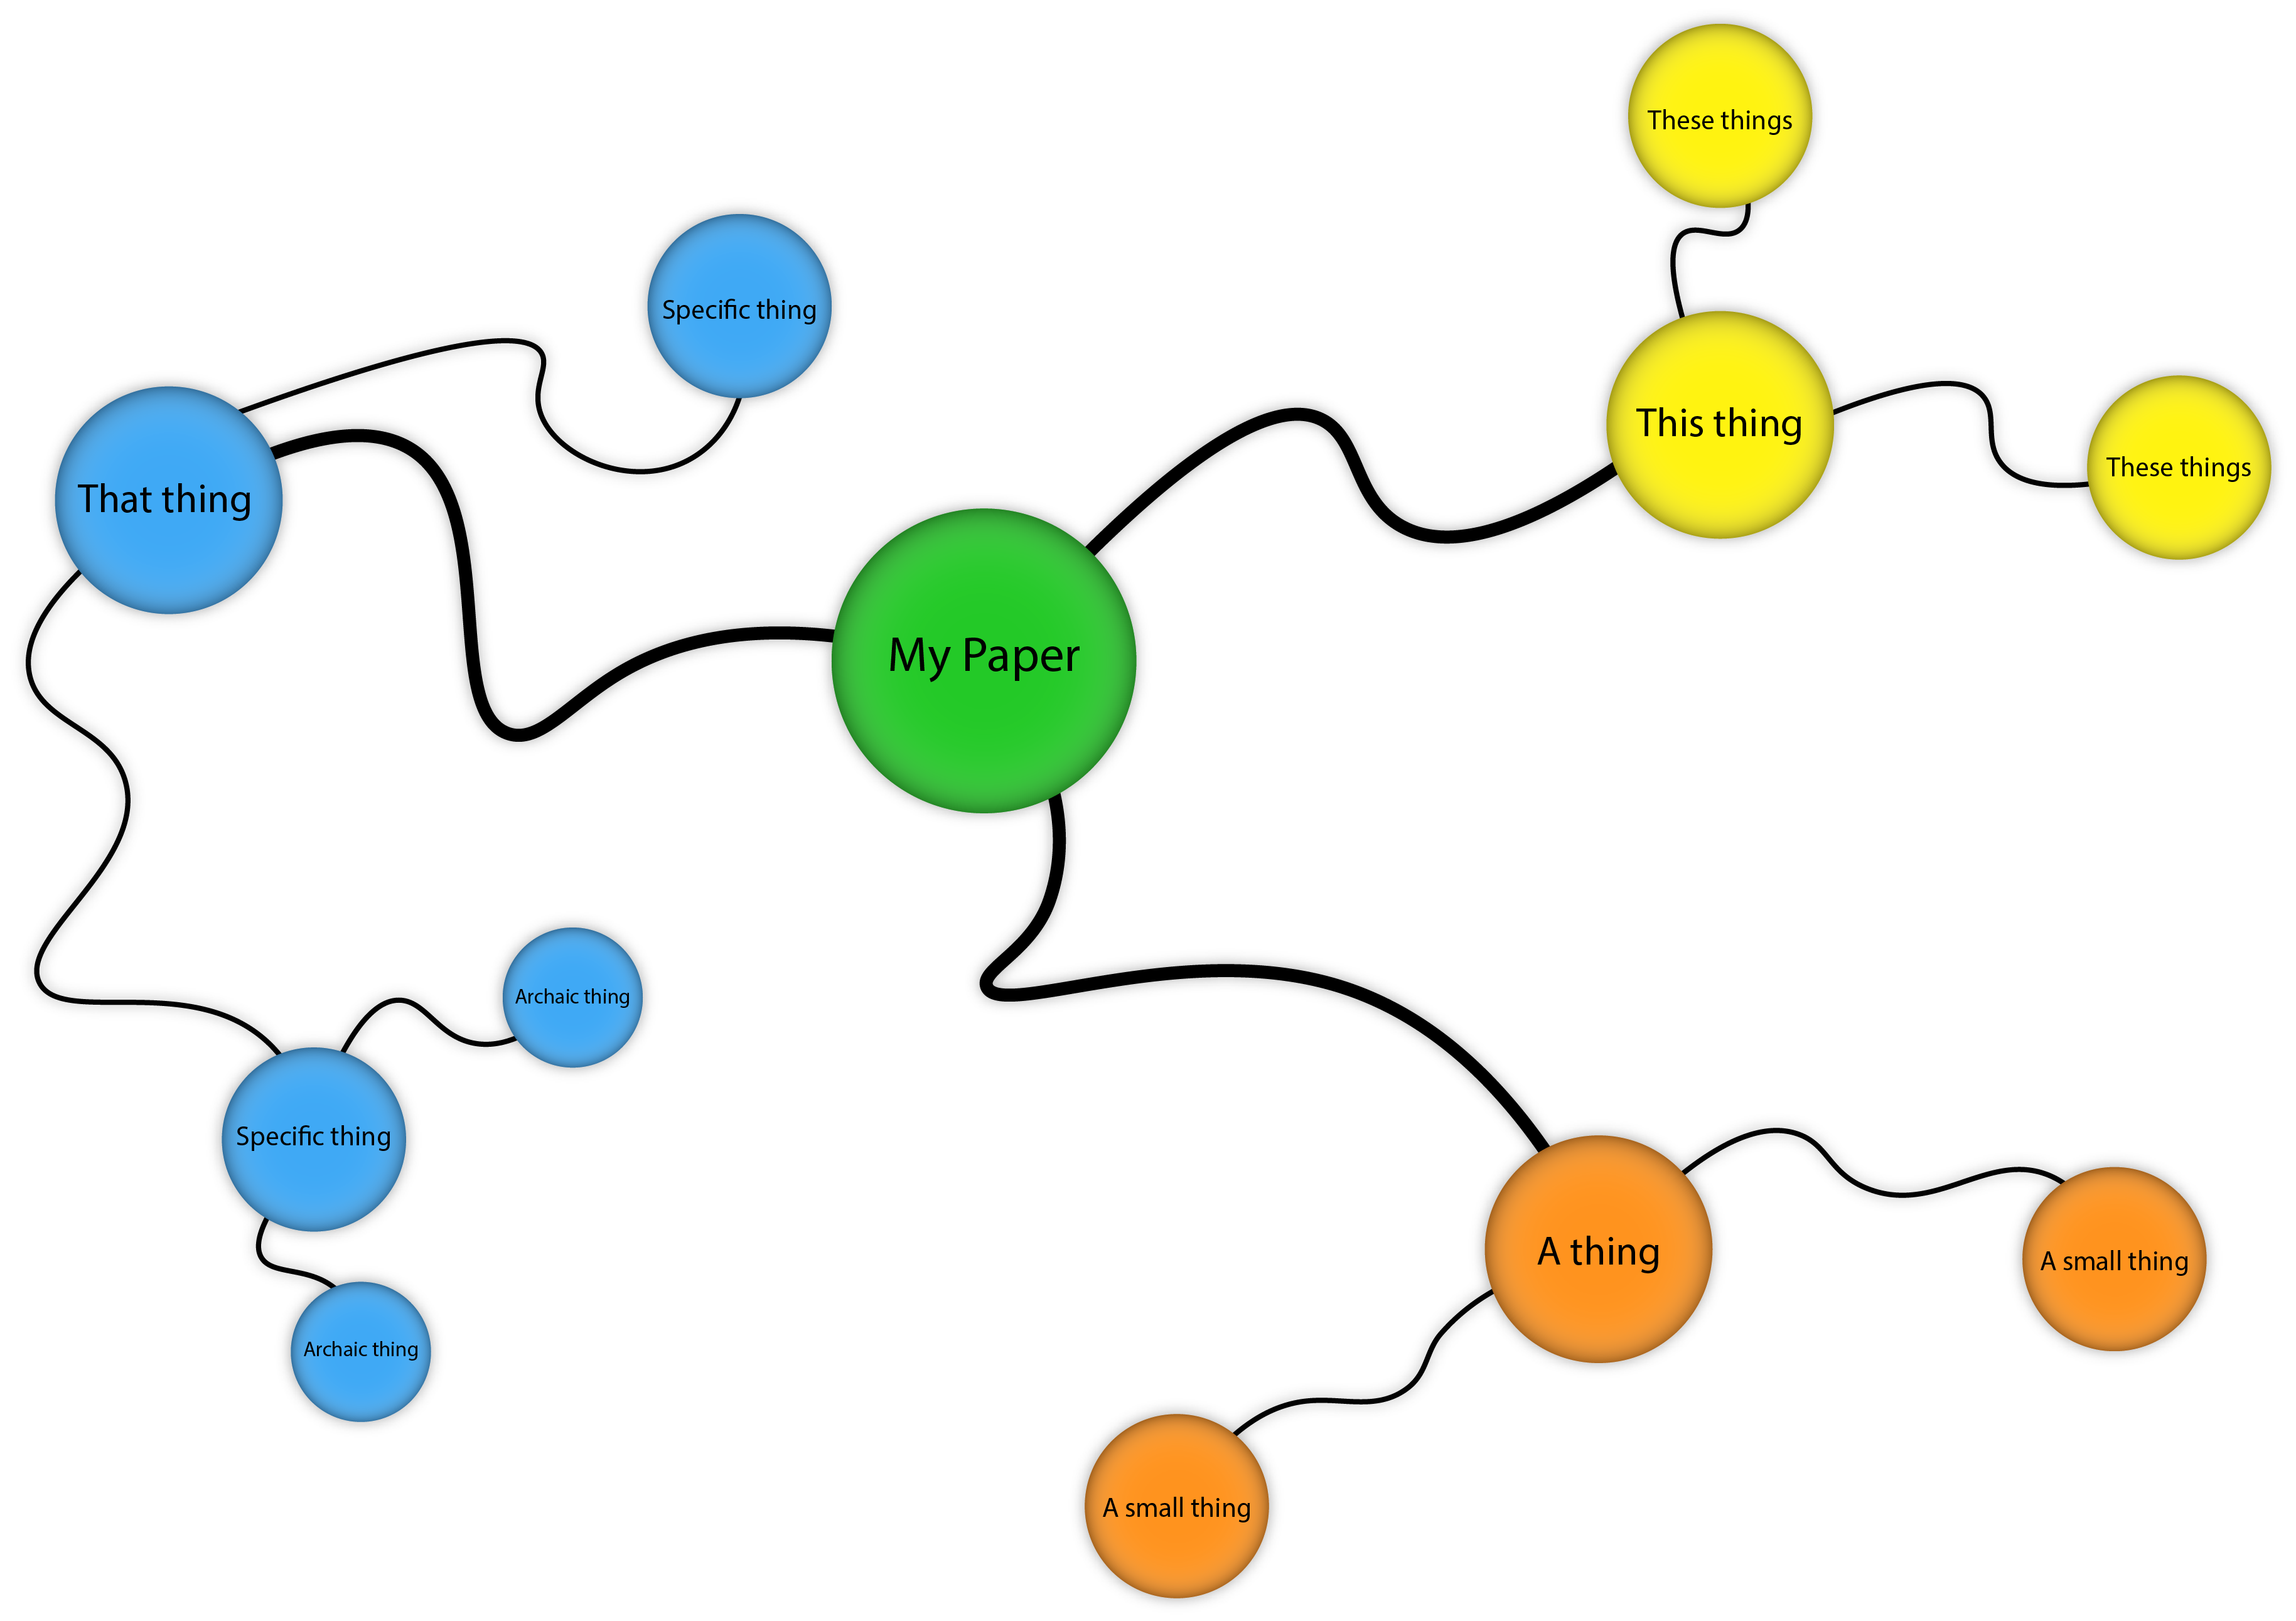 These things
Specific thing
This thing
These things
That thing
My Paper
Archaic thing
Specific thing
A thing
A small thing
Archaic thing
A small thing